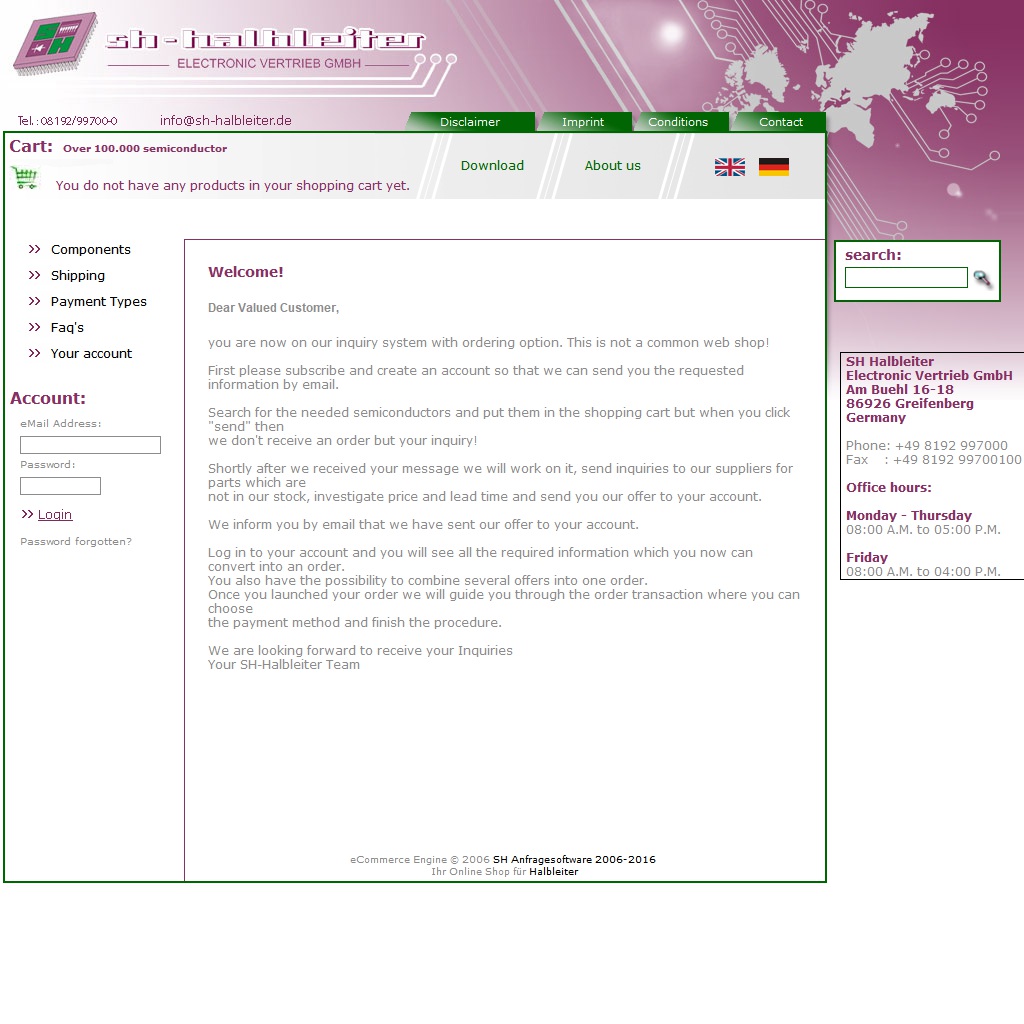 sh-halbleiter
ELECTRONIC VERTRIEB GMBH
Tel.: 08192/99700-0
info@sh-halbleiter.de
Disclaimer
Imprint
Conditions
Contact
Cart: Over 100.000 semiconductor
You do not have any products in your shopping cart yet.
Download
About us
Components
Shipping
Payment Types
Faq's
Your account
Account:
eMail Address:
Password:
Login
Password forgotten?
Welcome!
Dear Valued Customer,
you are now on our inquiry system with ordering option. This is not a common web shop!
First please subscribe and create an account so that we can send you the requested
information by email.
Search for the needed semiconductors and put them in the shopping cart but when you click
"send" then
we don't receive an order but your inquiry!
Shortly after we received your message we will work on it, send inquiries to our suppliers for
parts which are
not in our stock, investigate price and lead time and send you our offer to your account.
We inform you by email that we have sent our offer to your account.
Log in to your account and you will see all the required information which you now can
convert into an order.
You also have the possibility to combine several offers into one order.
Once you launched your order we will guide you through the order transaction where you can
choose
the payment method and finish the procedure.
We are looking forward to receive your Inquiries
Your SH-Halbleiter Team
search:
SH Halbleiter
Electronic Vertrieb GmbH
Am Buehl 16-18
86926 Greifenberg
Germany
Phone: +49 8192 997000
Fax : +49 8192 99700100
Office hours:
Monday - Thursday
08:00 A.M. to 05:00 P.M.
Friday
08:00 A.M. to 04:00 P.M.
eCommerce Engine © 2006 SH Anfragesoftware 2006-2016
Ihr Online Shop für Halbleiter